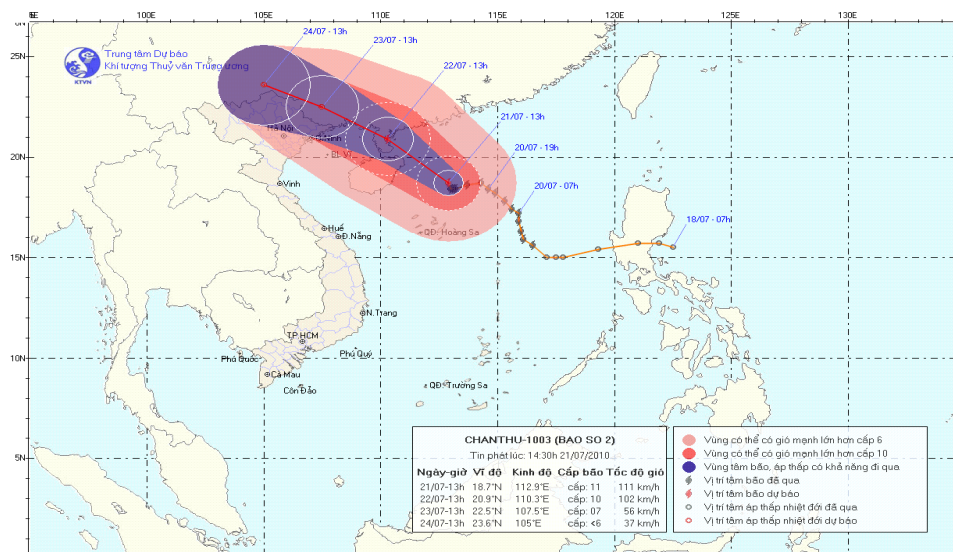 100E 105E 110E 115E 120E 125E 130E
25N
20N
15N
10N
5N
Trung tâm Dự báo
Khí tượng Thuỷ văn Trung ương
KTVN
24/07 - 13h
23/07 - 13h
22/07 - 13h
21/07 - 13h
20/07 - 19h
20/07 - 07h
18/07 - 07h
Hà Nội
Q.Ninh
Vinh
Huế
Đ.Nẵng
QĐ. Hoàng Sa
N.Trang
TP.HCM
Phú Quốc
Phú Quý
Cà Mau
Côn Đảo
QĐ. Trường Sa
CHANTHU-1003 (BAO SO 2)
Tin phát lúc: 14:30h 21/07/2010
Ngày-giờ Vĩ độ Kinh độ Cấp bão Tốc độ gió
21/07-13h 18.7°N 112.9°E cấp: 11 111 km/h
22/07-13h 20.9°N 110.3°E cấp: 10 102 km/h
23/07-13h 22.5°N 107.5°E cấp: 07 56 km/h
24/07-13h 23.6°N 105°E cấp: <6 37 km/h
Vùng có thể có gió mạnh lớn hơn cấp 6
Vùng có thể có gió mạnh lớn hơn cấp 10
Vùng tâm bão, áp thấp có khả năng đi qua
Vị trí tâm bão đã qua
Vị trí tâm bão dự báo
Vị trí tâm áp thấp nhiệt đới đã qua
Vị trí tâm áp thấp nhiệt đới dự báo